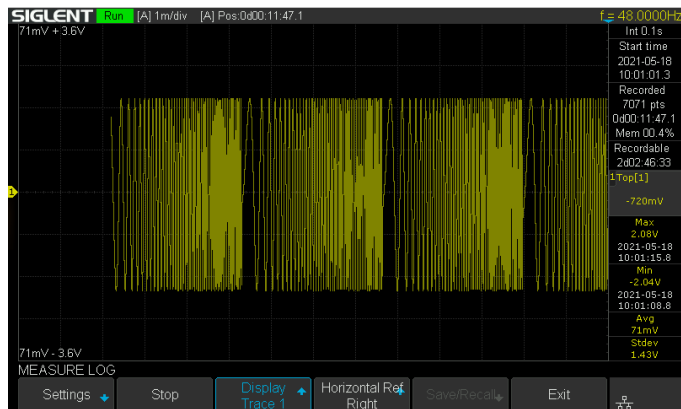 SIGLENT Run [A] 1m/div [A] Pos:0d00:11:47.1 f = 48.0000Hz
71mV + 3.6V
Int 0.1s
Start time
2021-05-18
10:01:01.3
Recorded
7071 pts
0d00:11:47.1
Mem 00.4%
Recordable
2d02:46:33
1Top[1]
-720mV
1
Max
2.08V
2021-05-18
10:01:15.8
Min
-2.04V
2021-05-18
10:01:08.8
Avg
71mV
Stdev
1.43V
71mV - 3.6V
MEASURE LOG
Settings Stop Display Trace 1 Horizontal Ref Right Save/Recall Exit